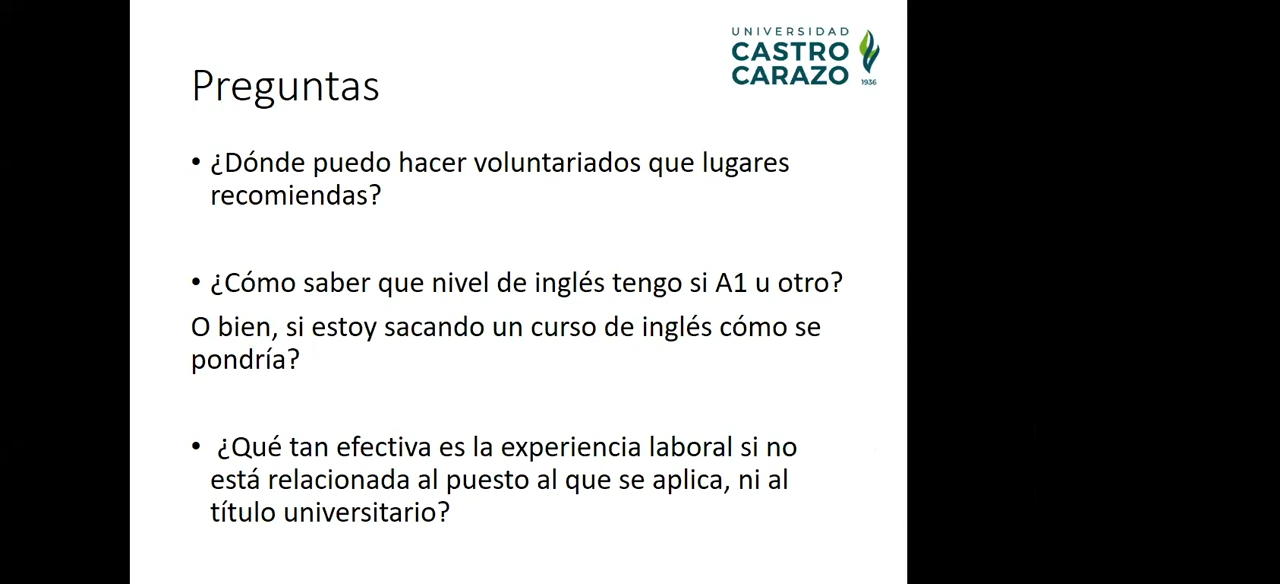 UNIVERSIDAD
CASTRO
CARAZO
1936
Preguntas
• ¿Dónde puedo hacer voluntariados que lugares
recomiendas?
• ¿Cómo saber que nivel de inglés tengo si A1 u otro?
O bien, si estoy sacando un curso de inglés cómo se
pondría?
• ¿Qué tan efectiva es la experiencia laboral si no
está relacionada al puesto al que se aplica, ni al
título universitario?